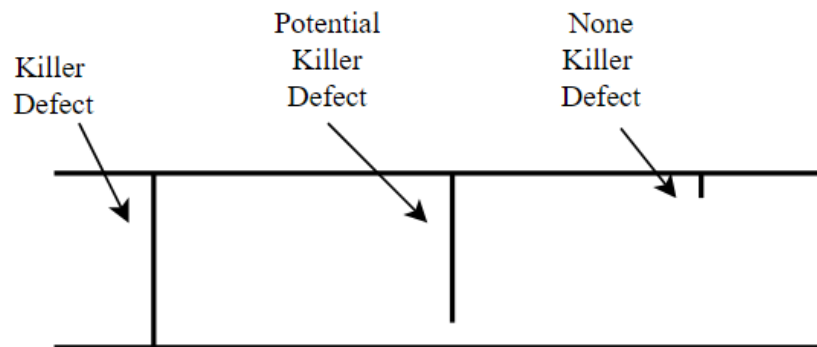 Killer
Defect
Potential
Killer
Defect
None
Killer
Defect